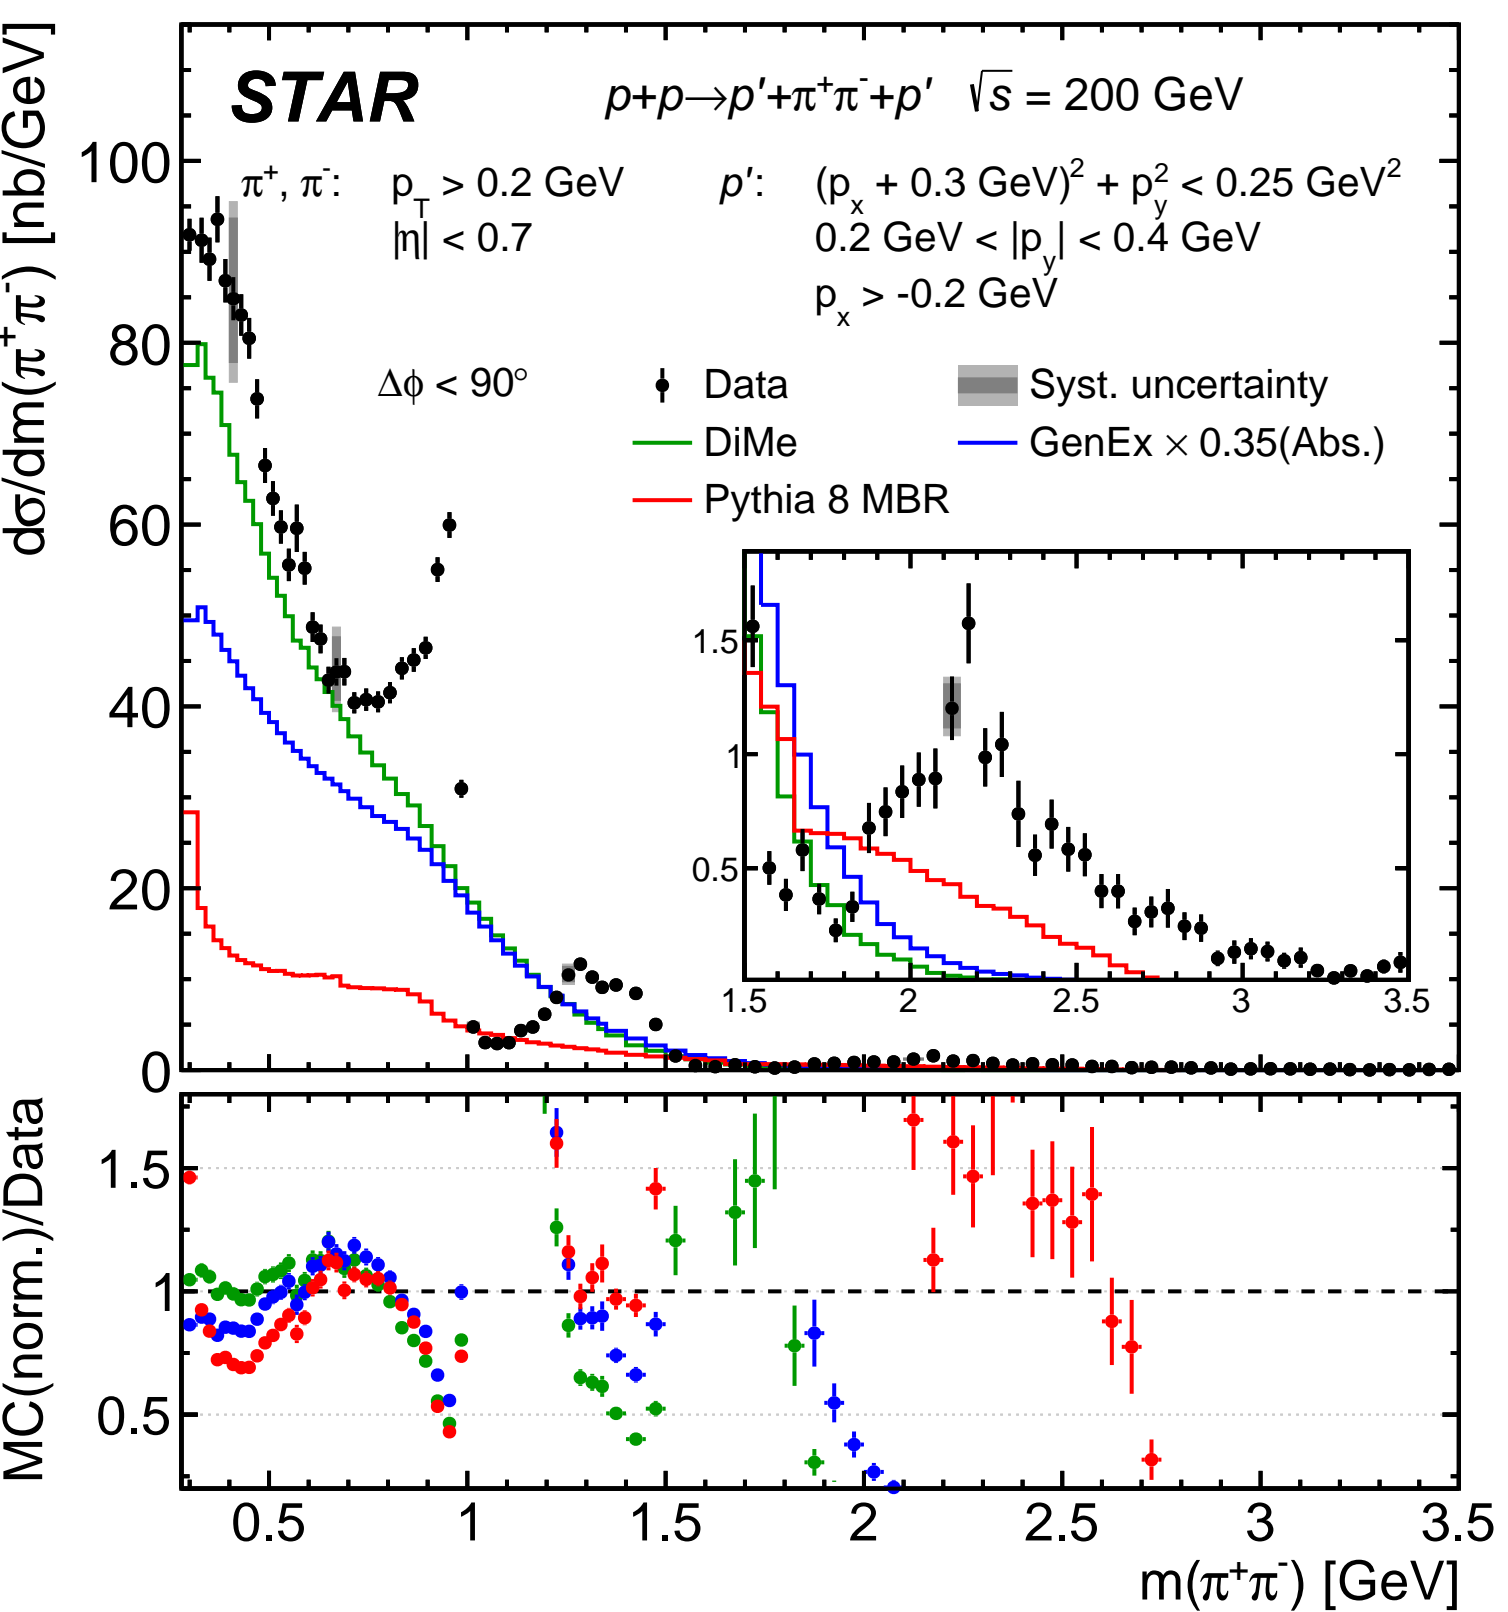 STAR
p+p→p′+π⁺π⁻+p′ √s = 200 GeV
π⁺, π⁻: p_T > 0.2 GeV
|η| < 0.7
p′: (p_x + 0.3 GeV)² + p_y² < 0.25 GeV²
0.2 GeV < |p_y| < 0.4 GeV
p_x > -0.2 GeV
Δϕ < 90°
Data
Syst. uncertainty
DiMe
GenEx × 0.35(Abs.)
Pythia 8 MBR
dσ/dm(π⁺π⁻) [nb/GeV]
100
80
60
40
20
0
1.5
1
0.5
1.5 2 2.5 3 3.5
MC(norm.)/Data
1.5
1
0.5
0.5 1 1.5 2 2.5 3 3.5
m(π⁺π⁻) [GeV]